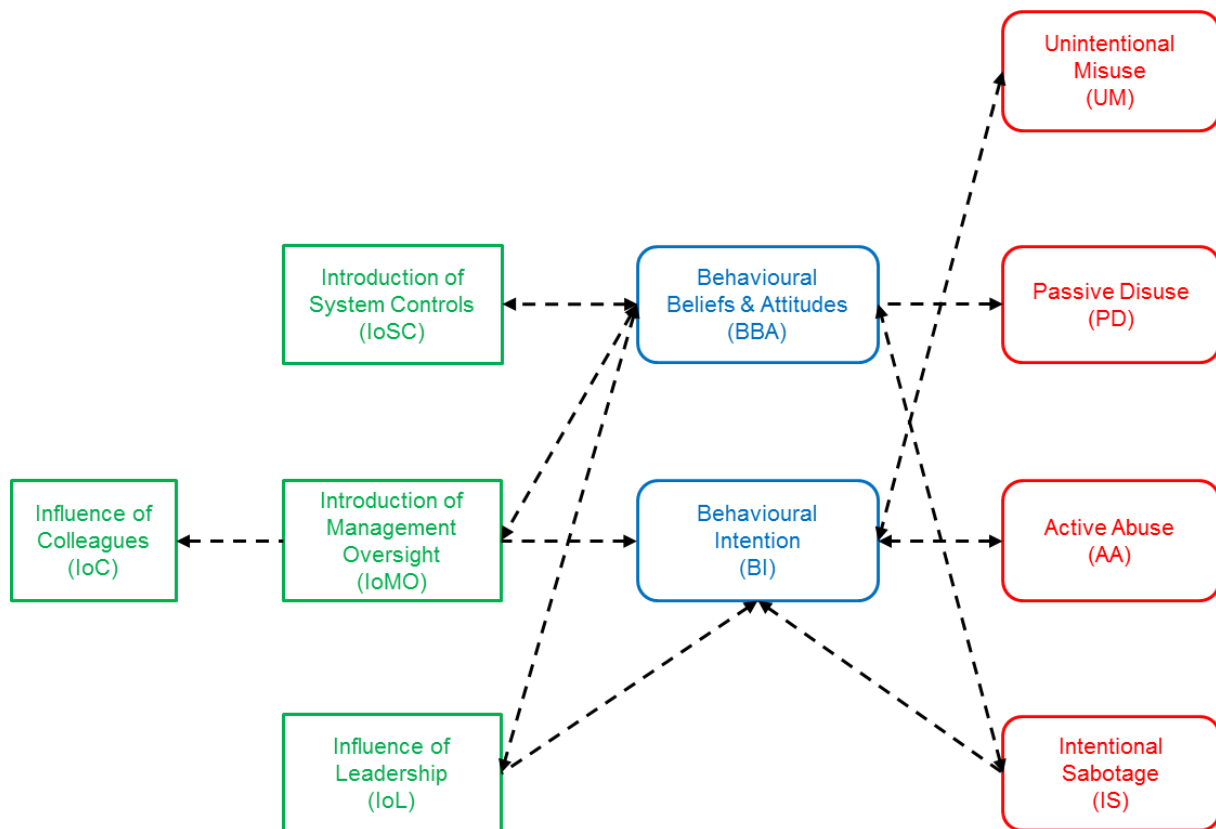 Unintentional
Misuse
(UM)
Introduction of
System Controls
(IoSC)
Behavioural
Beliefs & Attitudes
(BBA)
Passive Disuse
(PD)
Influence of
Colleagues
(IoC)
Introduction of
Management
Oversight
(IoMO)
Behavioural
Intention
(BI)
Active Abuse
(AA)
Influence of
Leadership
(IoL)
Intentional
Sabotage
(IS)